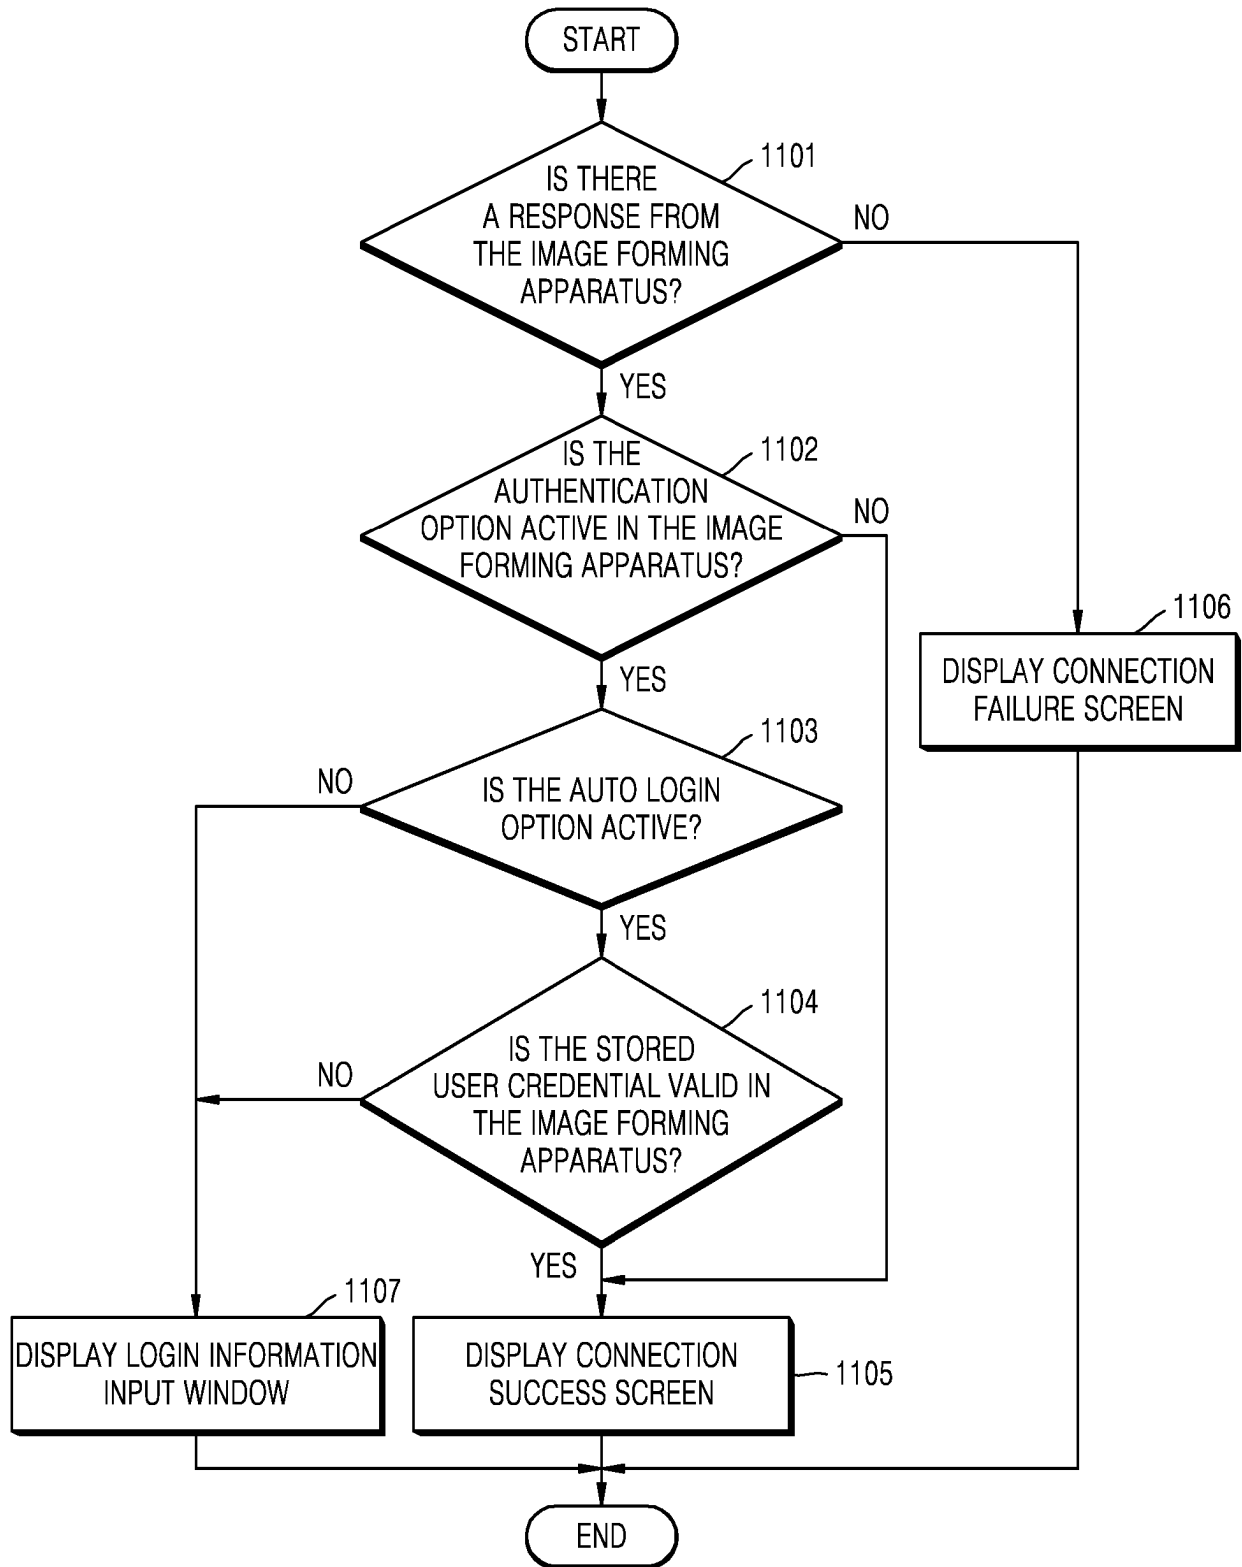 START
1101
IS THERE
A RESPONSE FROM
THE IMAGE FORMING
APPARATUS?
NO
YES
1102
IS THE
AUTHENTICATION
OPTION ACTIVE IN THE IMAGE
FORMING APPARATUS?
NO
YES
1106
DISPLAY CONNECTION
FAILURE SCREEN
1103
NO
IS THE AUTO LOGIN
OPTION ACTIVE?
YES
1104
NO
IS THE STORED
USER CREDENTIAL VALID IN
THE IMAGE FORMING
APPARATUS?
YES
1107
DISPLAY LOGIN INFORMATION
INPUT WINDOW
DISPLAY CONNECTION
SUCCESS SCREEN
1105
END